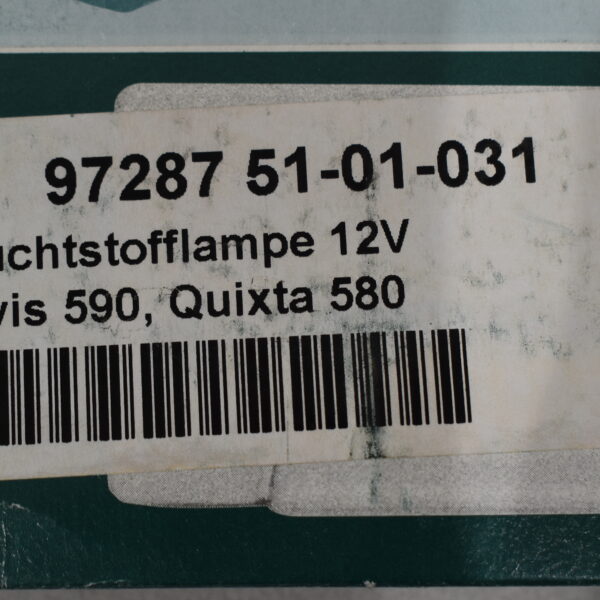 97287 51-01-031
uchtstofflampe 12V
vis 590, Quixta 580